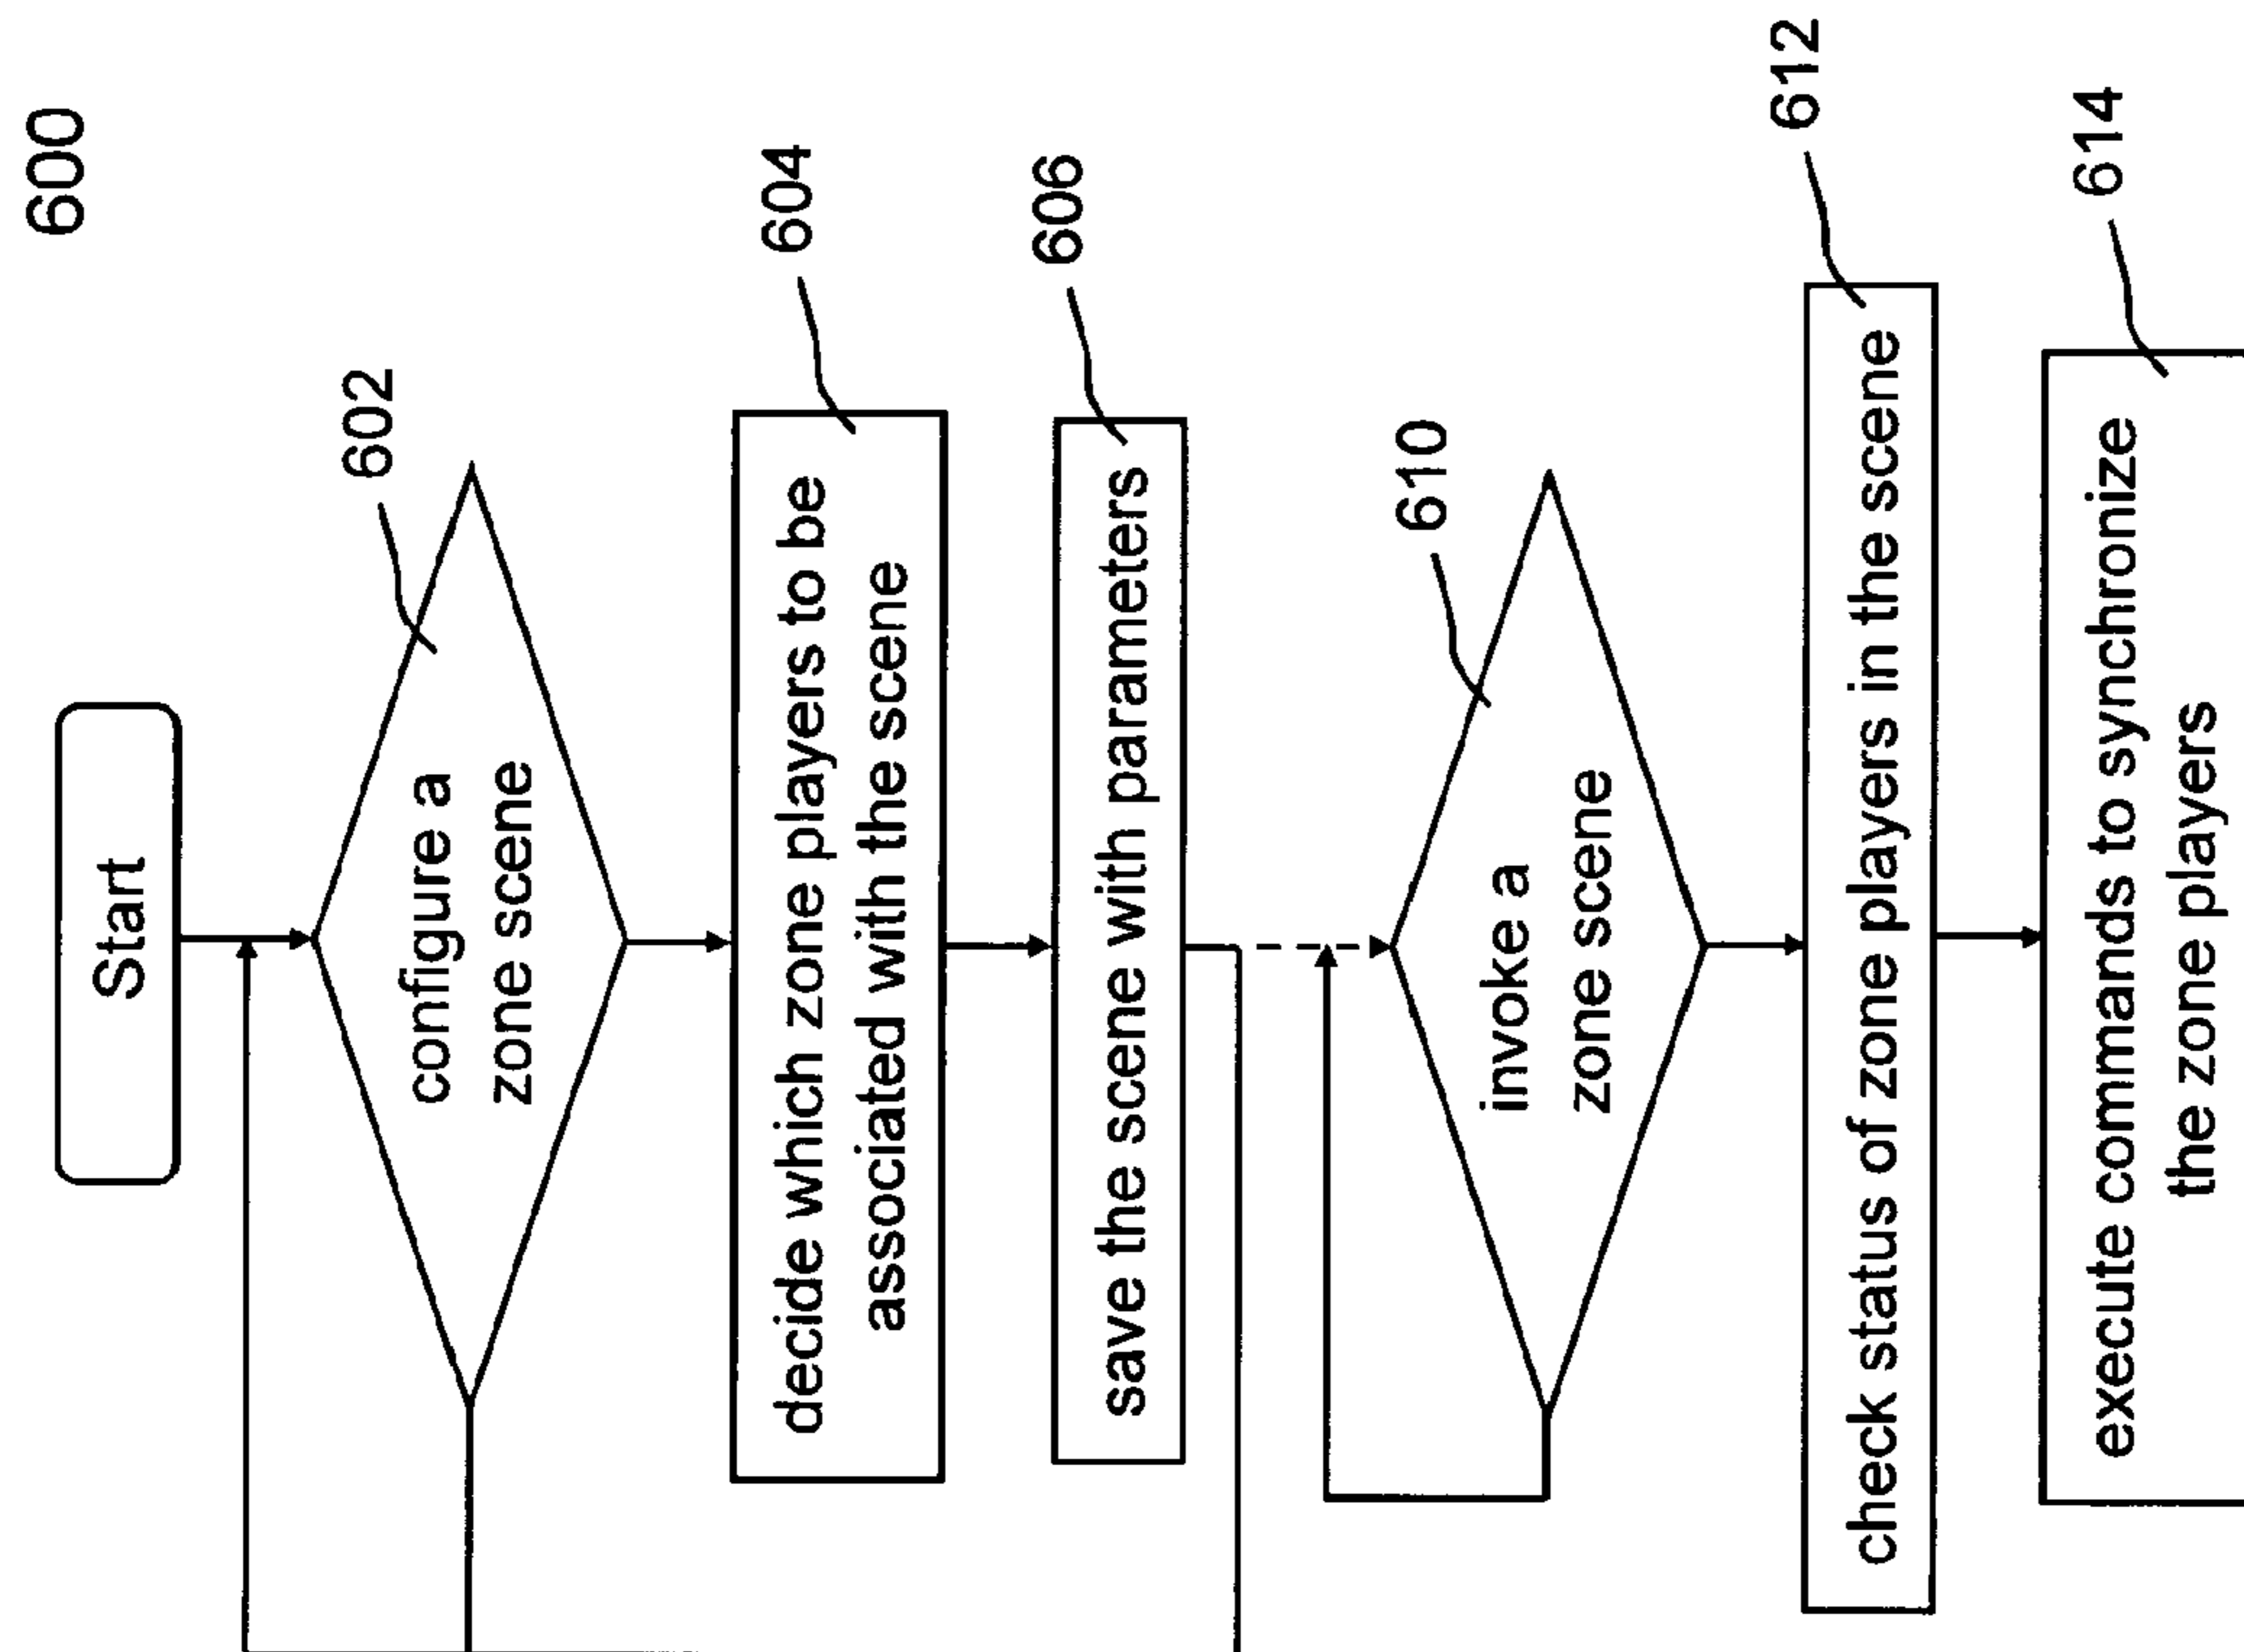 600
Start
602
configure a
zone scene
604
decide which zone players to be
associated with the scene
606
save the scene with parameters
610
invoke a
zone scene
612
check status of zone players in the scene
614
execute commands to synchronize
the zone players